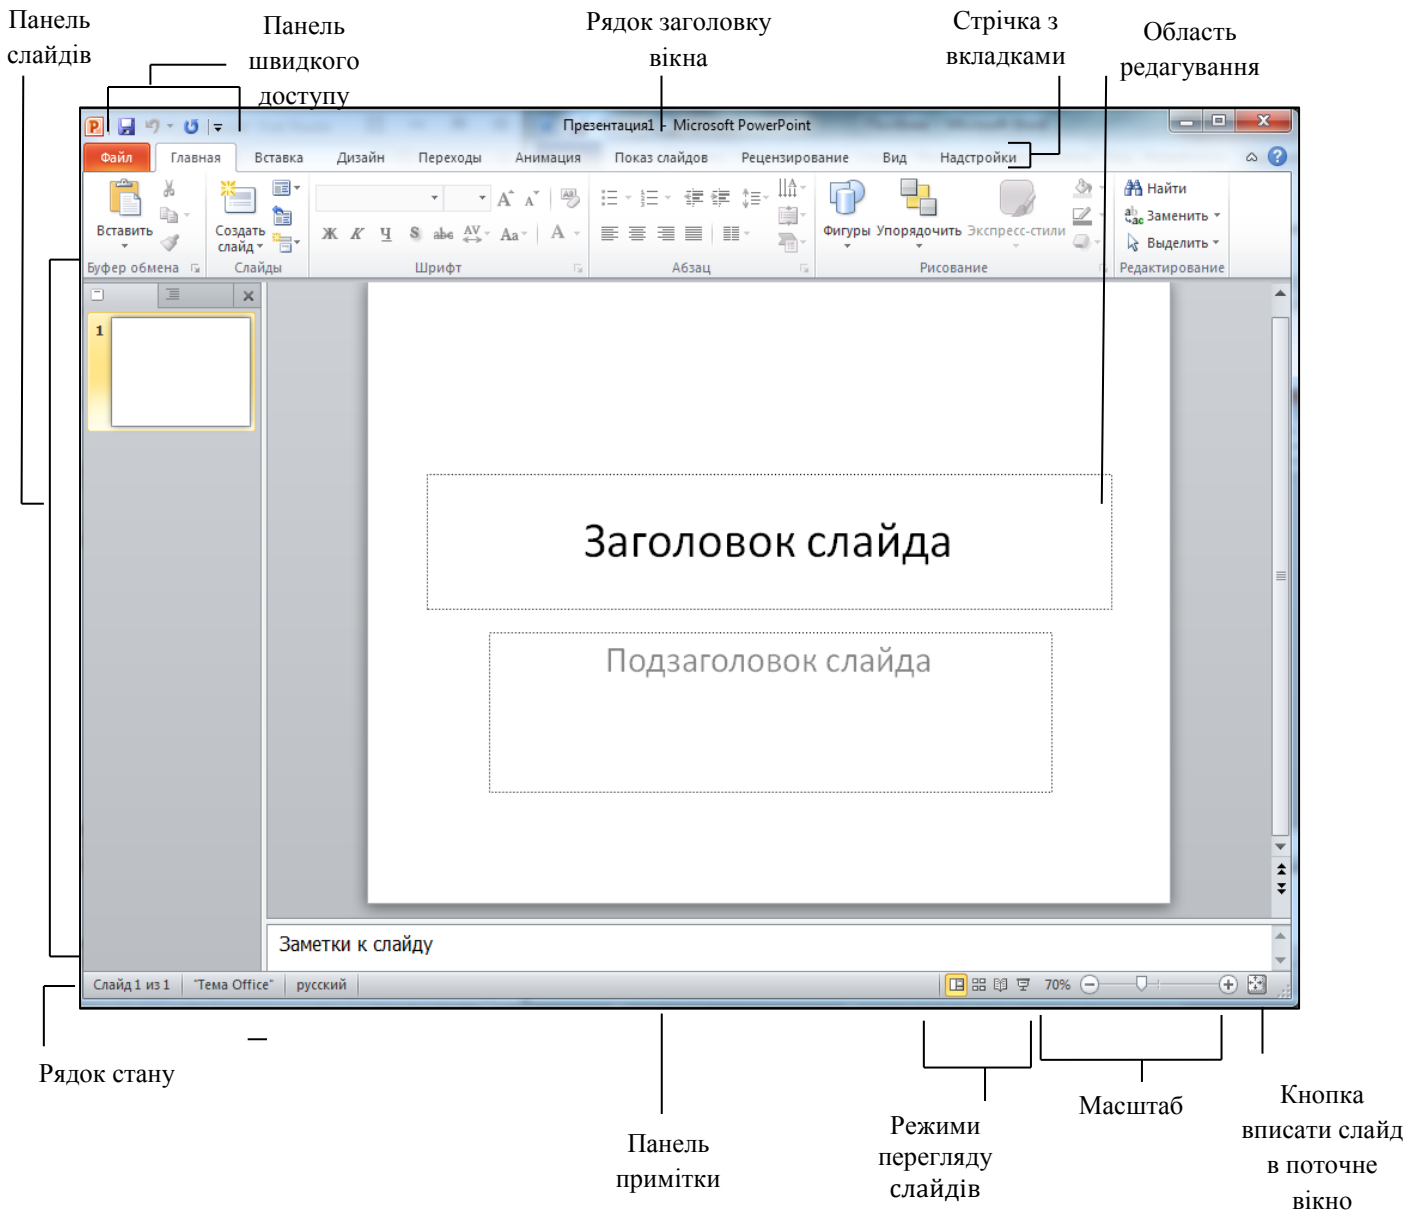 Панель
слайдів
Панель
швидкого
доступу
Рядок заголовку
вікна
Стрічка з
вкладками
Область
редагування
Презентация1 - Microsoft PowerPoint
Файл Главная Вставка Дизайн Переходы Анимация Показ слайдов Рецензирование Вид Надстройки
Вставить
Создать
слайд
Ж К Ч S abc AV Aa A
Фигуры Упорядочить Экспресс-стили
Найти
Заменить
Выделить
Буфер обмена Слайды Шрифт Абзац Рисование Редактирование
1
Заголовок слайда
Подзаголовок слайда
Заметки к слайду
Слайд 1 из 1 "Тема Office" русский 70%
Рядок стану
Панель
примітки
Режими
перегляду
слайдів
Масштаб
Кнопка
вписати слайд
в поточне
вікно